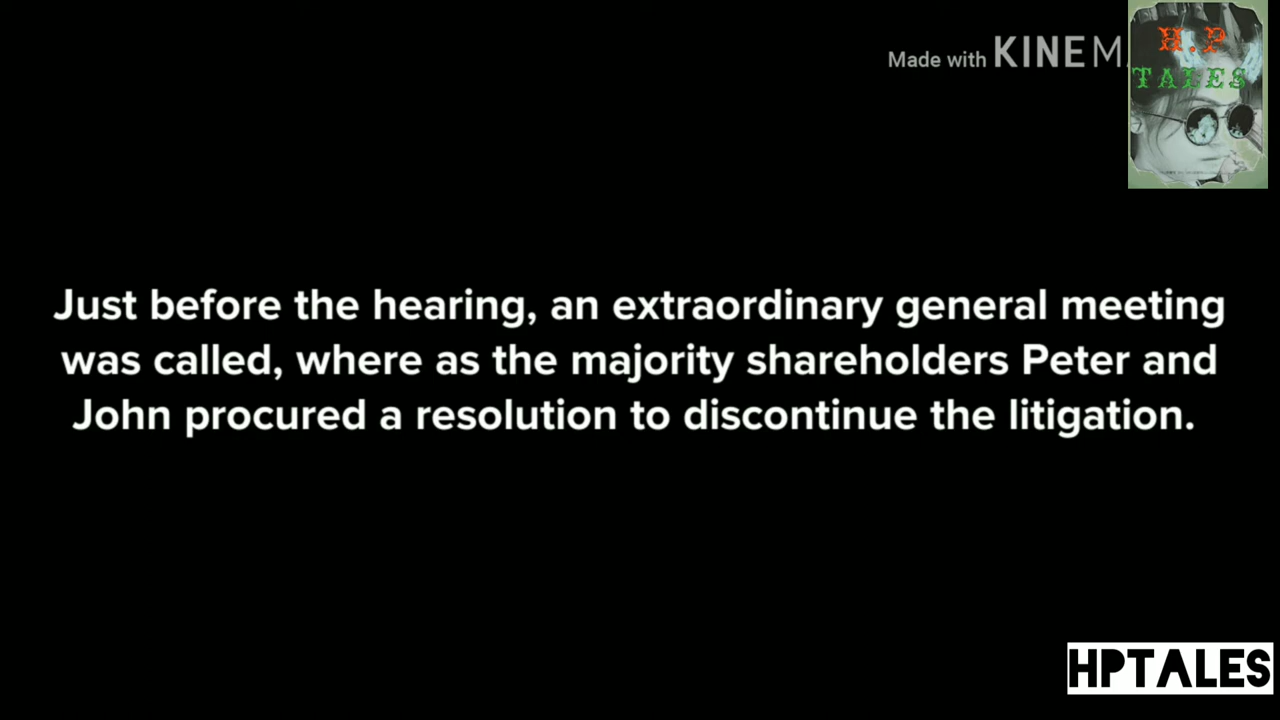 Made with KINEMA
H.P
TALES
Just before the hearing, an extraordinary general meeting
was called, where as the majority shareholders Peter and
John procured a resolution to discontinue the litigation.
HPTALES